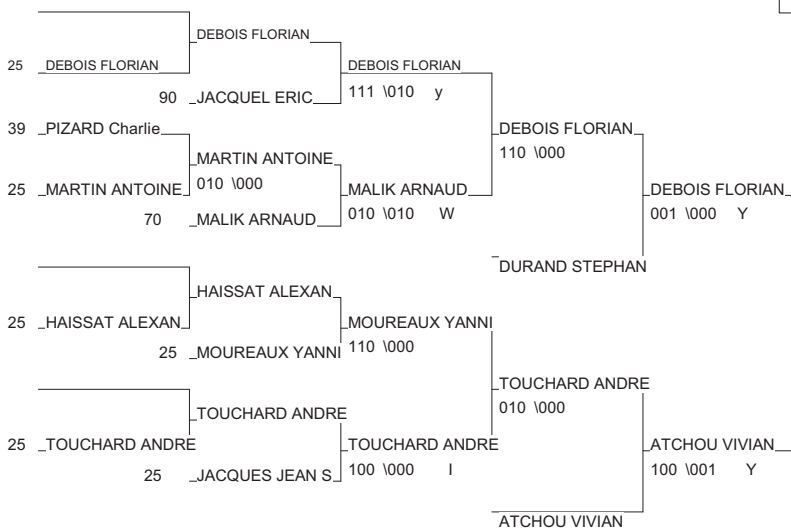 DEBOIS FLORIAN
25 DEBOIS FLORIAN DEBOIS FLORIAN
90 JACQUEL ERIC 111 \010 y
39 PIZARD Charlie DEBOIS FLORIAN
MARTIN ANTOINE 110 \000
010 \000
25 MARTIN ANTOINE MALIK ARNAUD DEBOIS FLORIAN
70 MALIK ARNAUD 010 \010 W 001 \000 Y
DURAND STEPHAN
HAISSAT ALEXAN
25 HAISSAT ALEXAN MOUREAUX YANNI
25 MOUREAUX YANNI 110 \000
TOUCHARD ANDRE
010 \000
TOUCHARD ANDRE
25 TOUCHARD ANDRE TOUCHARD ANDRE ATCHOU VIVIAN
25 JACQUES JEAN S 100 \000 I 100 \001 Y
ATCHOU VIVIAN